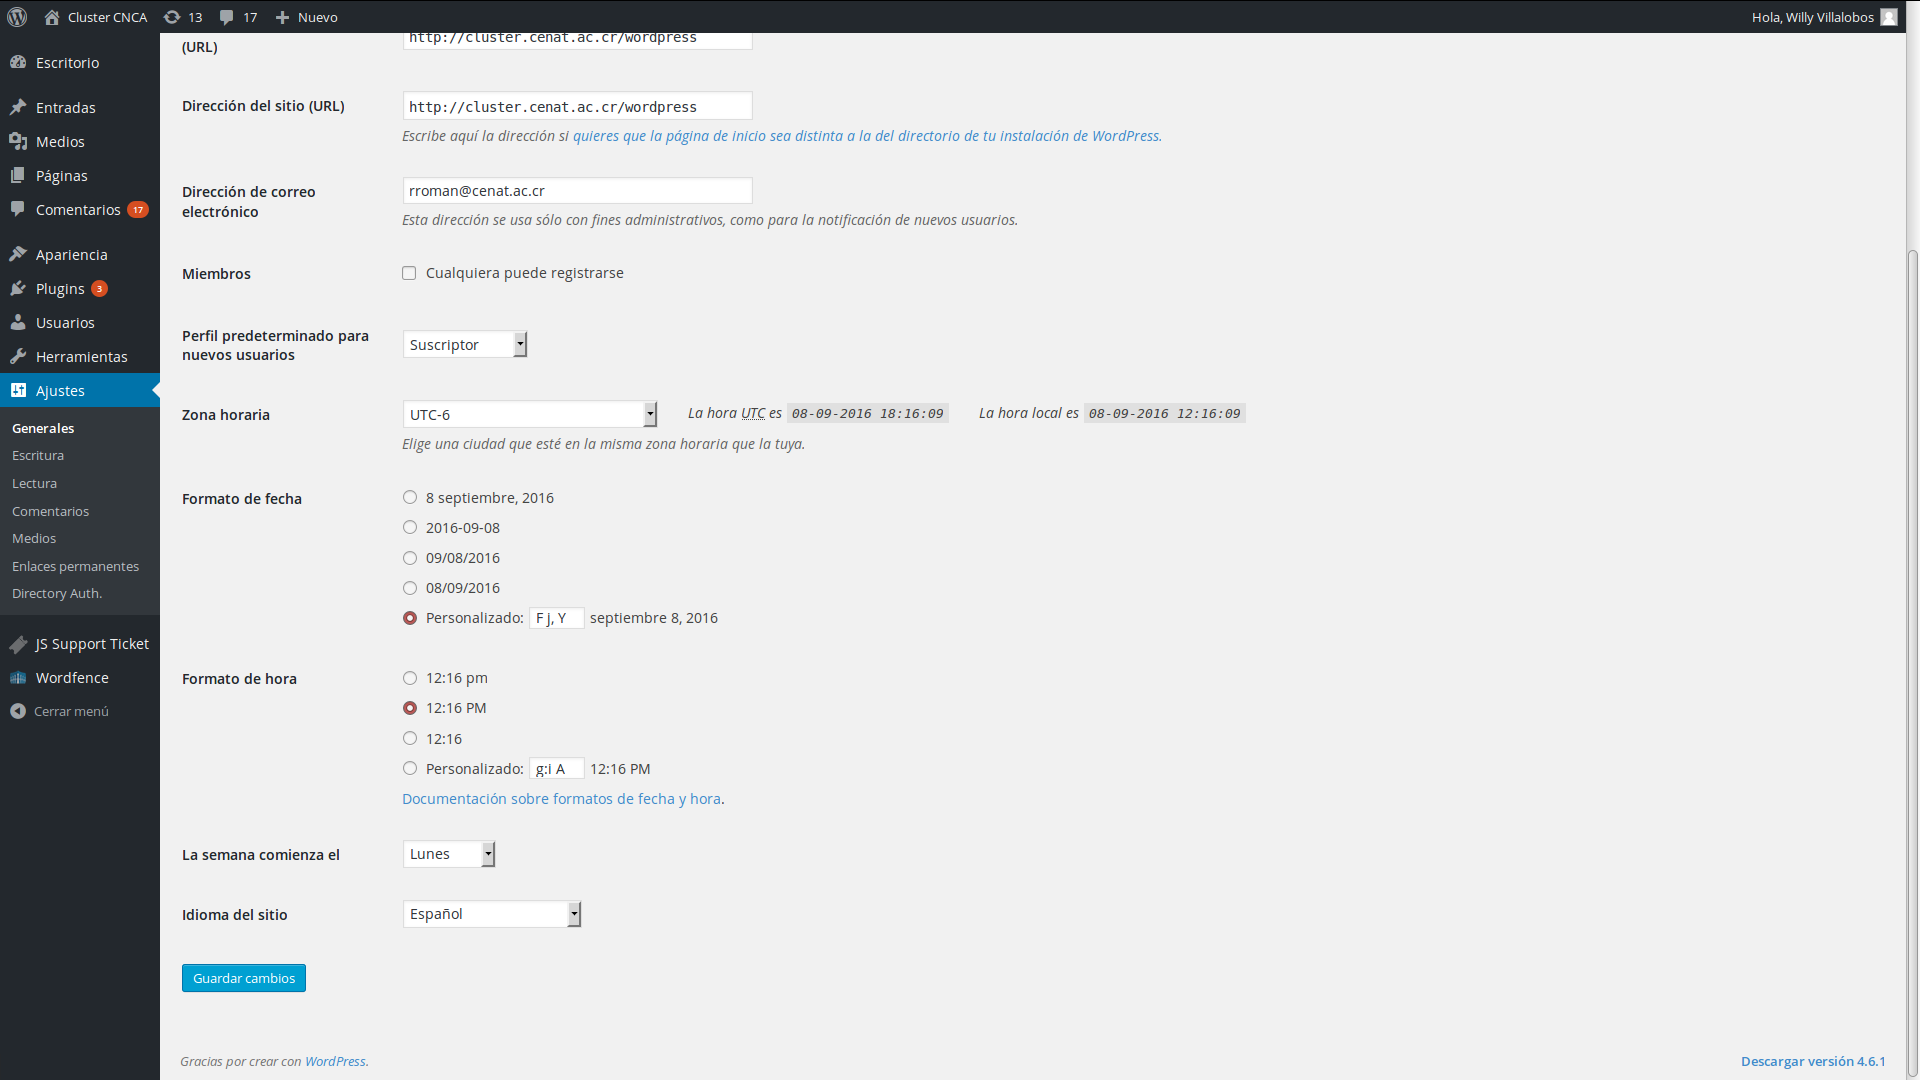 Cluster CNCA 13 17 Nuevo Hola, Willy Villalobos
Escritorio
Entradas
Medios
Páginas
Comentarios 17
Apariencia
Plugins 3
Usuarios
Herramientas
Ajustes
Generales
Escritura
Lectura
Comentarios
Medios
Enlaces permanentes
Directory Auth.
JS Support Ticket
Wordfence
Cerrar menú
(URL) http://cluster.cenat.ac.cr/wordpress
Dirección del sitio (URL) http://cluster.cenat.ac.cr/wordpress
Escribe aquí la dirección si quieres que la página de inicio sea distinta a la del directorio de tu instalación de WordPress.
Dirección de correo
electrónico
rroman@cenat.ac.cr
Esta dirección se usa sólo con fines administrativos, como para la notificación de nuevos usuarios.
Miembros Cualquiera puede registrarse
Perfil predeterminado para
nuevos usuarios
Suscriptor
Zona horaria UTC-6 La hora UTC es 08-09-2016 18:16:09 La hora local es 08-09-2016 12:16:09
Elige una ciudad que esté en la misma zona horaria que la tuya.
Formato de fecha 8 septiembre, 2016
2016-09-08
09/08/2016
08/09/2016
Personalizado: F j, Y septiembre 8, 2016
Formato de hora 12:16 pm
12:16 PM
12:16
Personalizado: g:i A 12:16 PM
Documentación sobre formatos de fecha y hora.
La semana comienza el Lunes
Idioma del sitio Español
Guardar cambios
Gracias por crear con WordPress. Descargar versión 4.6.1